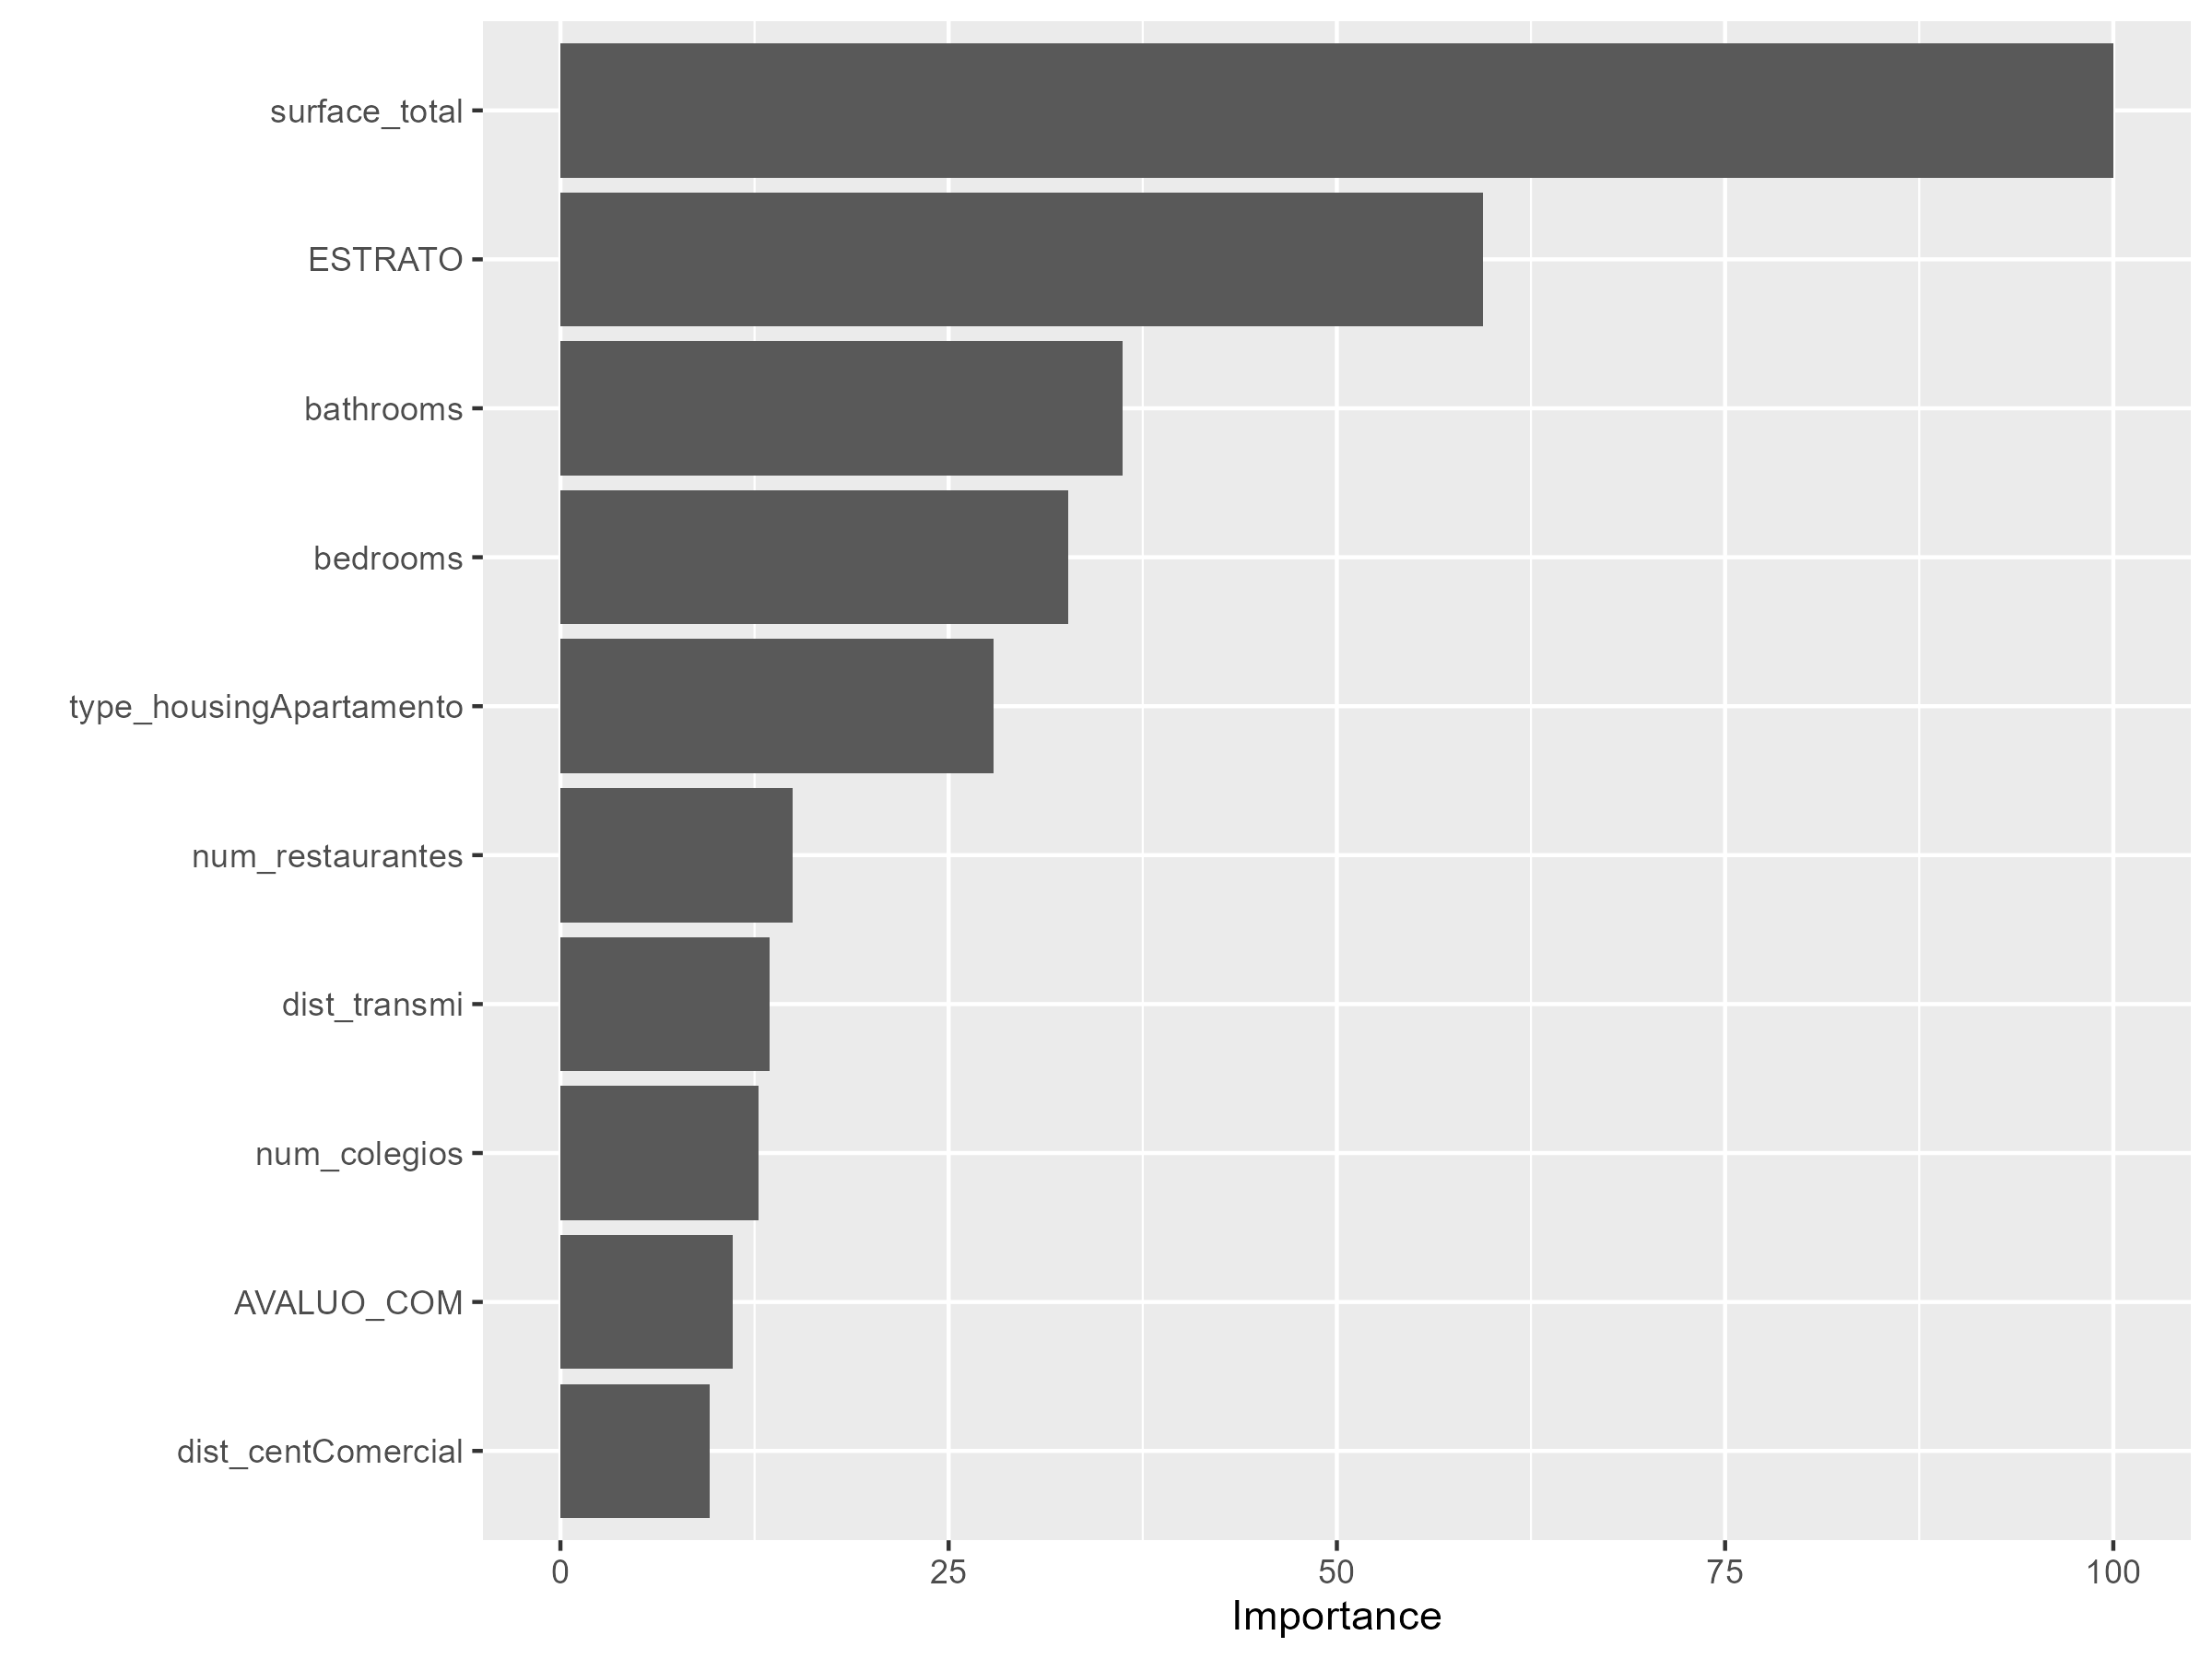 surface_total
ESTRATO
bathrooms
bedrooms
type_housingApartamento
num_restaurantes
dist_transmi
num_colegios
AVALUO_COM
dist_centComercial
0 25 50 75 100
Importance